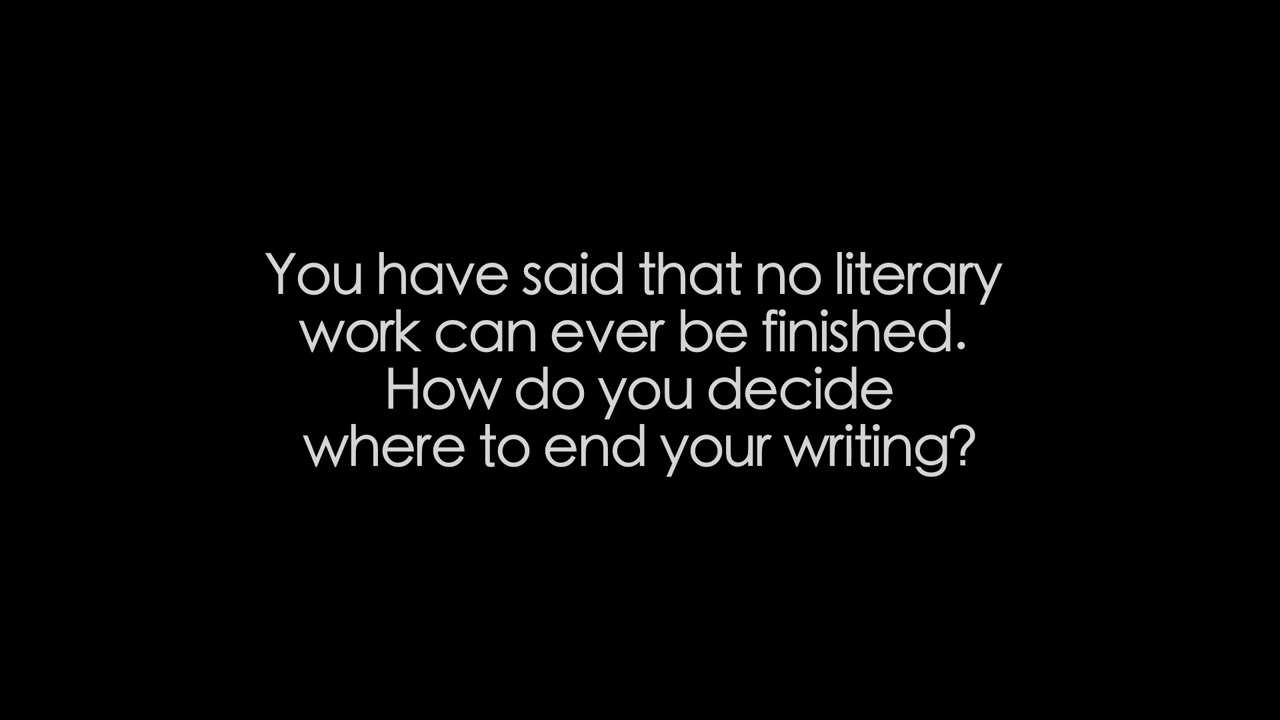 You have said that no literary
work can ever be finished.
How do you decide
where to end your writing?